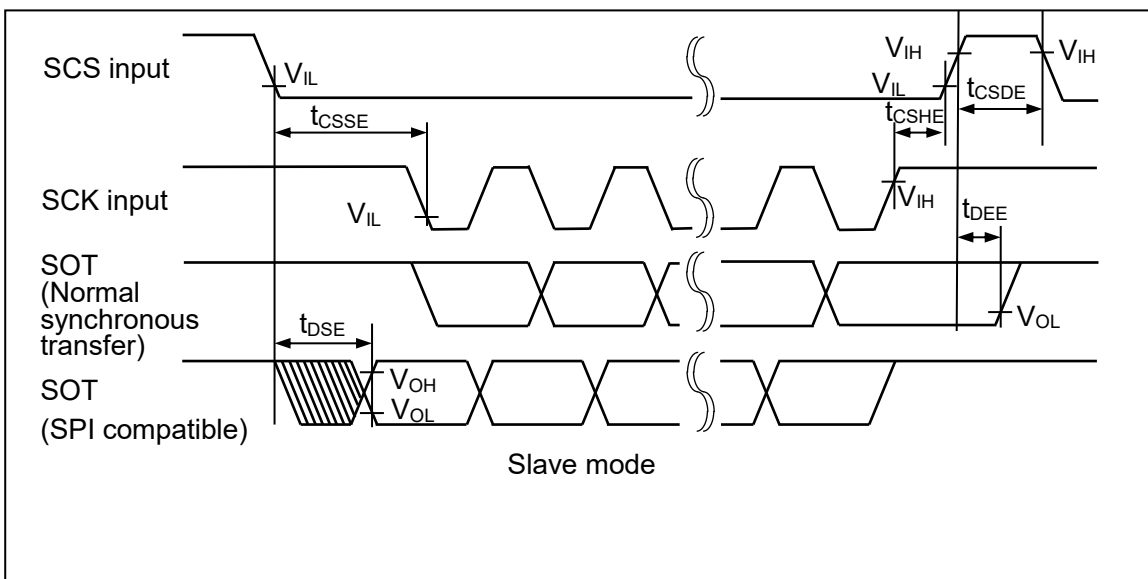 SCS input
VIL
VIH
VIL
VIH
tCSSE
tCSHE
tCSDE
SCK input
VIL
VIH
tDEE
SOT
(Normal
synchronous
transfer)
VOL
tDSE
SOT
(SPI compatible)
VOH
VOL
Slave mode